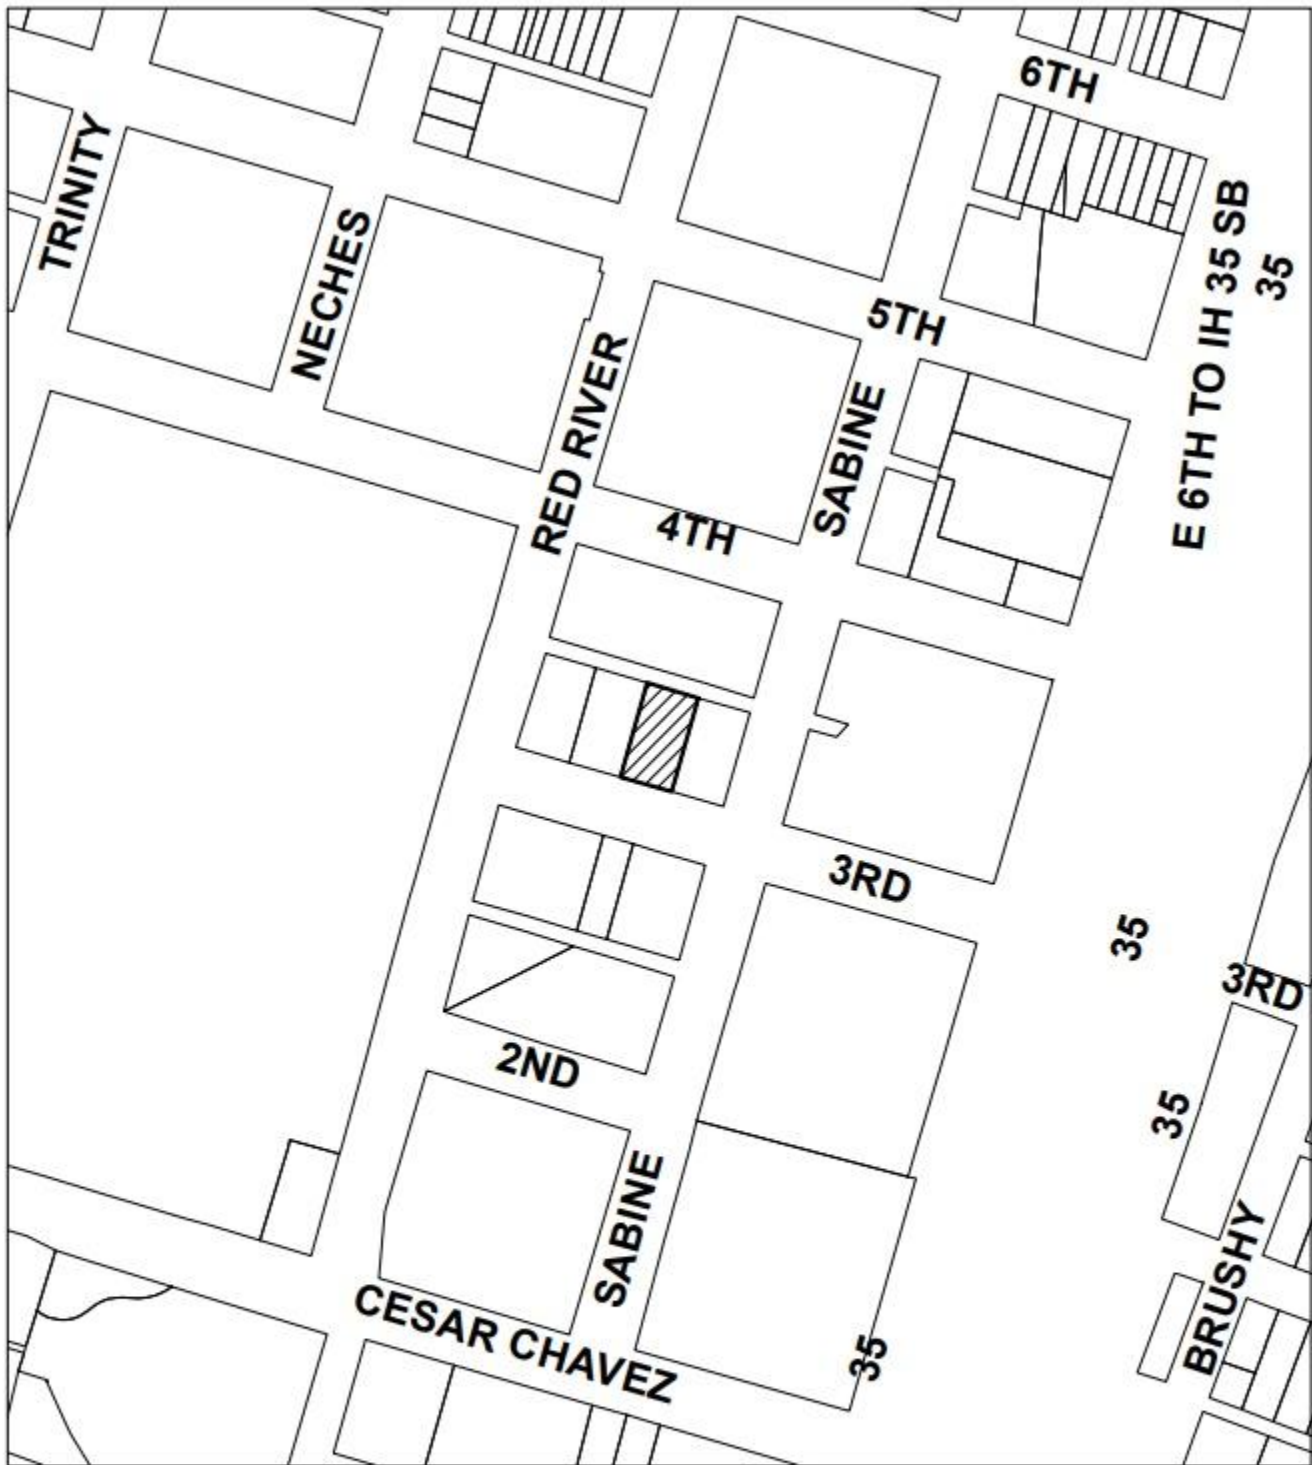 6TH
TRINITY
NECHES
E 6TH TO IH 35 SB
35
5TH
RED RIVER
SABINE
4TH
3RD
35
3RD
2ND
35
SABINE
BRUSHY
CESAR CHAVEZ
35